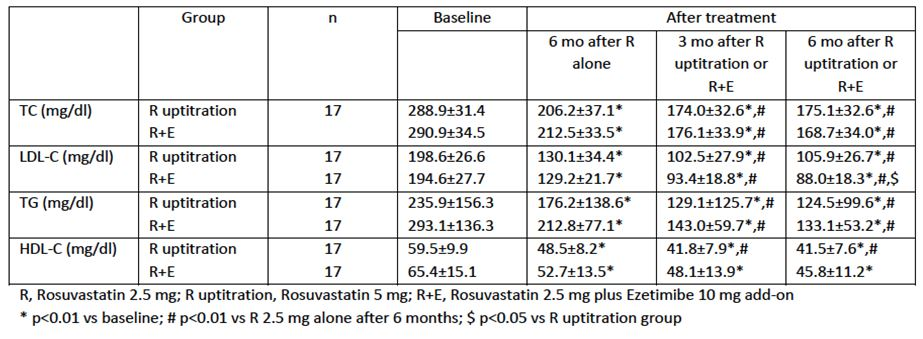 Group n Baseline After treatment
6 mo after R alone 3 mo after R uptitration or R+E 6 mo after R uptitration or R+E
TC (mg/dl) R uptitration 17 288.9±31.4 206.2±37.1* 174.0±32.6*,# 175.1±32.6*,#
R+E 17 290.9±34.5 212.5±33.5* 176.1±33.9*,# 168.7±34.0*,#
LDL-C (mg/dl) R uptitration 17 198.6±26.6 130.1±34.4* 102.5±27.9*,# 105.9±26.7*,#
R+E 17 194.6±27.7 129.2±21.7* 93.4±18.8*,# 88.0±18.3*,#,$
TG (mg/dl) R uptitration 17 235.9±156.3 176.2±138.6* 129.1±125.7*,# 124.5±99.6*,#
R+E 17 293.1±136.3 212.8±77.1* 143.0±59.7*,# 133.1±53.2*,#
HDL-C (mg/dl) R uptitration 17 59.5±9.9 48.5±8.2* 41.8±7.9*,# 41.5±7.6*,#
R+E 17 65.4±15.1 52.7±13.5* 48.1±13.9* 45.8±11.2*
R, Rosuvastatin 2.5 mg; R uptitration, Rosuvastatin 5 mg; R+E, Rosuvastatin 2.5 mg plus Ezetimibe 10 mg add-on
* p<0.01 vs baseline; # p<0.01 vs R 2.5 mg alone after 6 months; $ p<0.05 vs R uptitration group